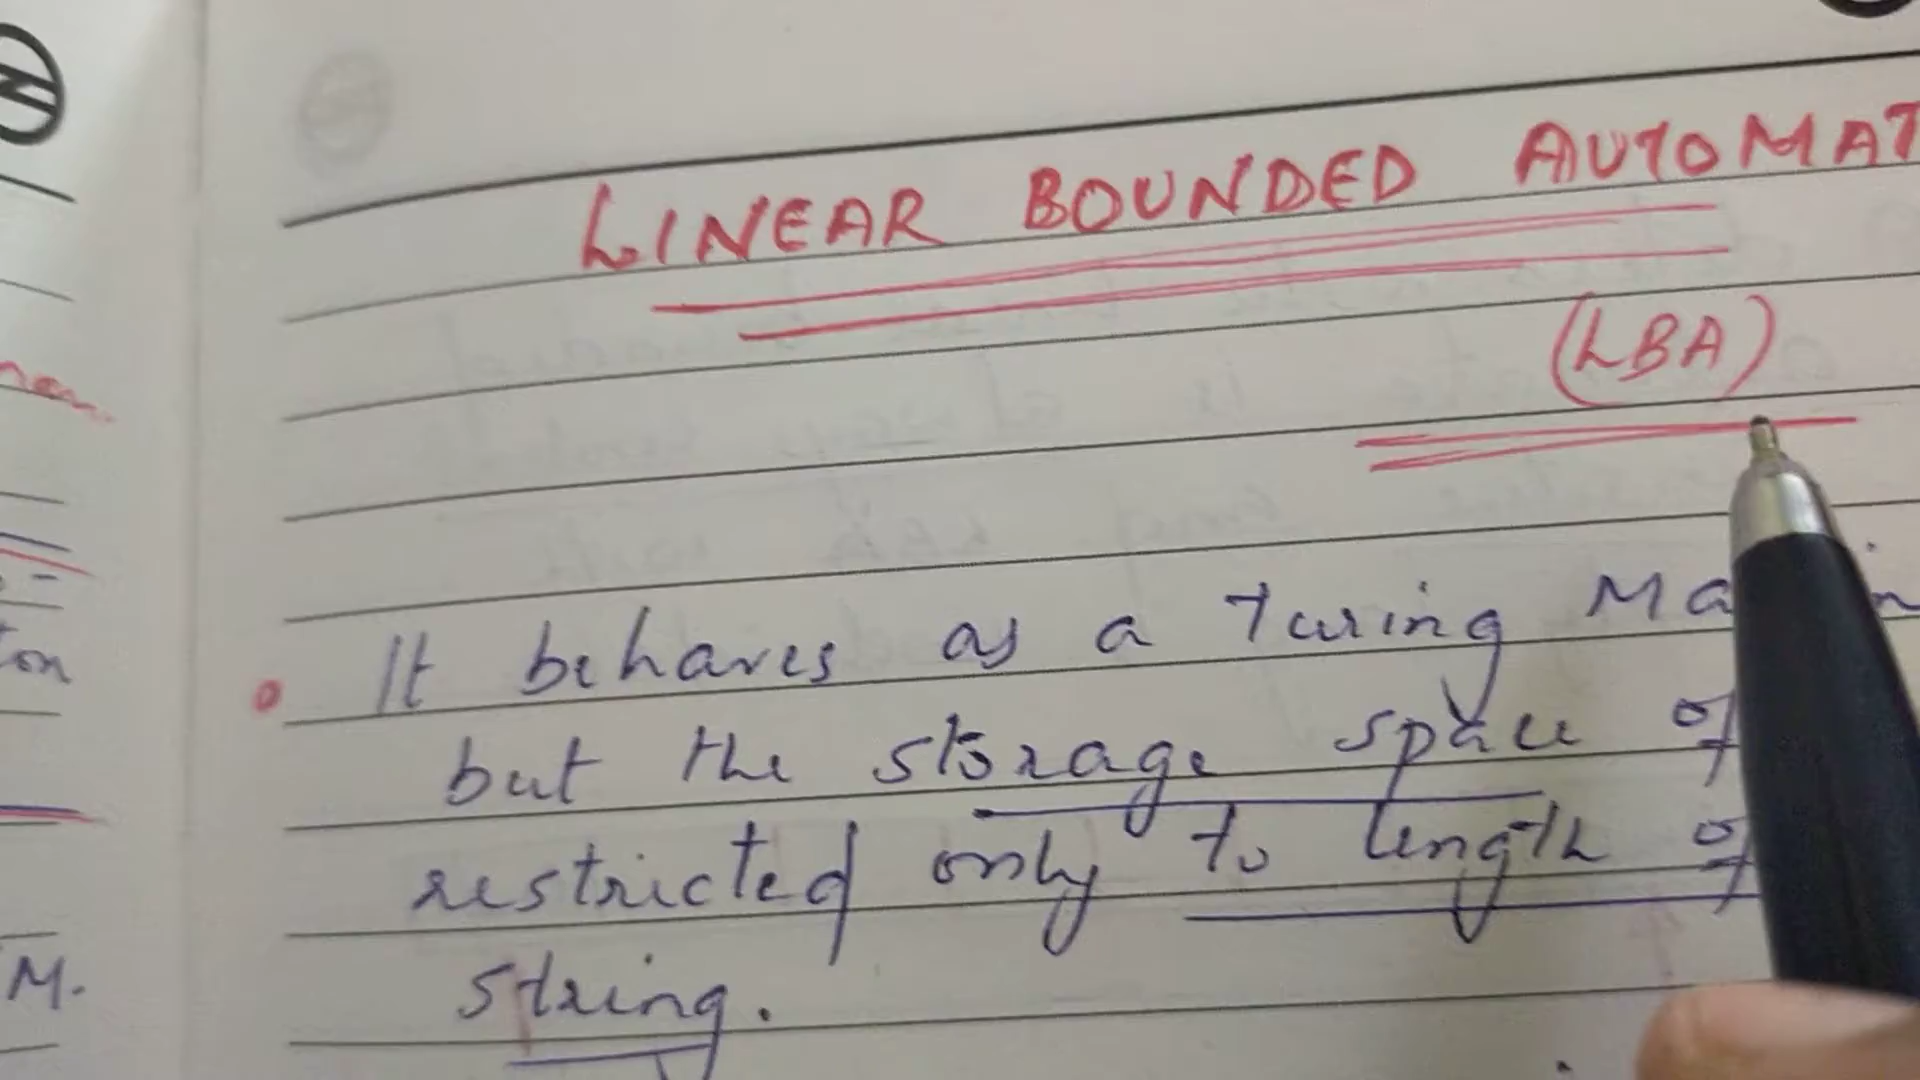 LINEAR BOUNDED AUTOMAT
(LBA)
It behaves as a Turing Ma
but the storage space of
restricted only to length of
string.
ton
M.